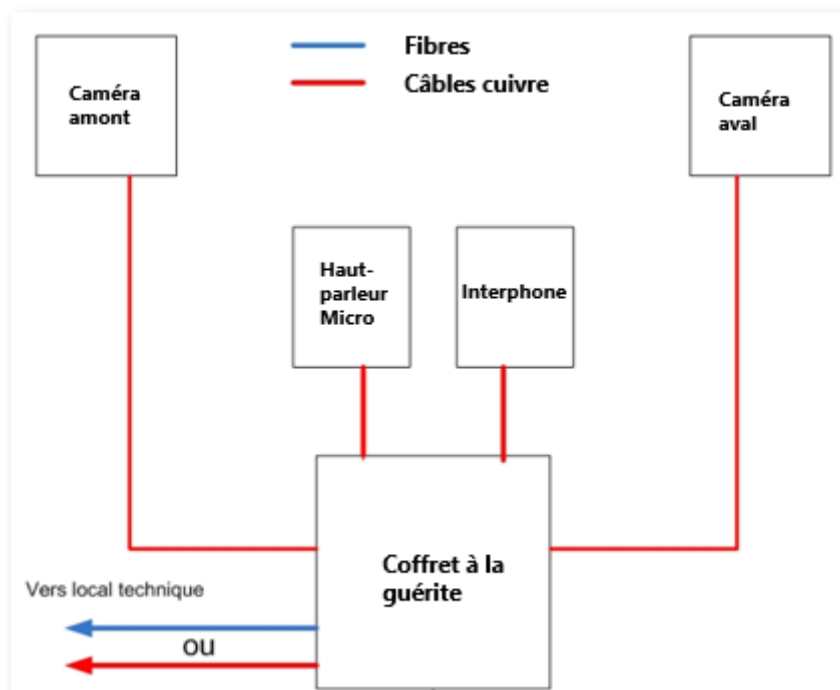 Fibres
Câbles cuivre
Caméra
amont
Caméra
aval
Haut-
parleur
Micro
Interphone
Coffret à la
guérite
Vers local technique
OU